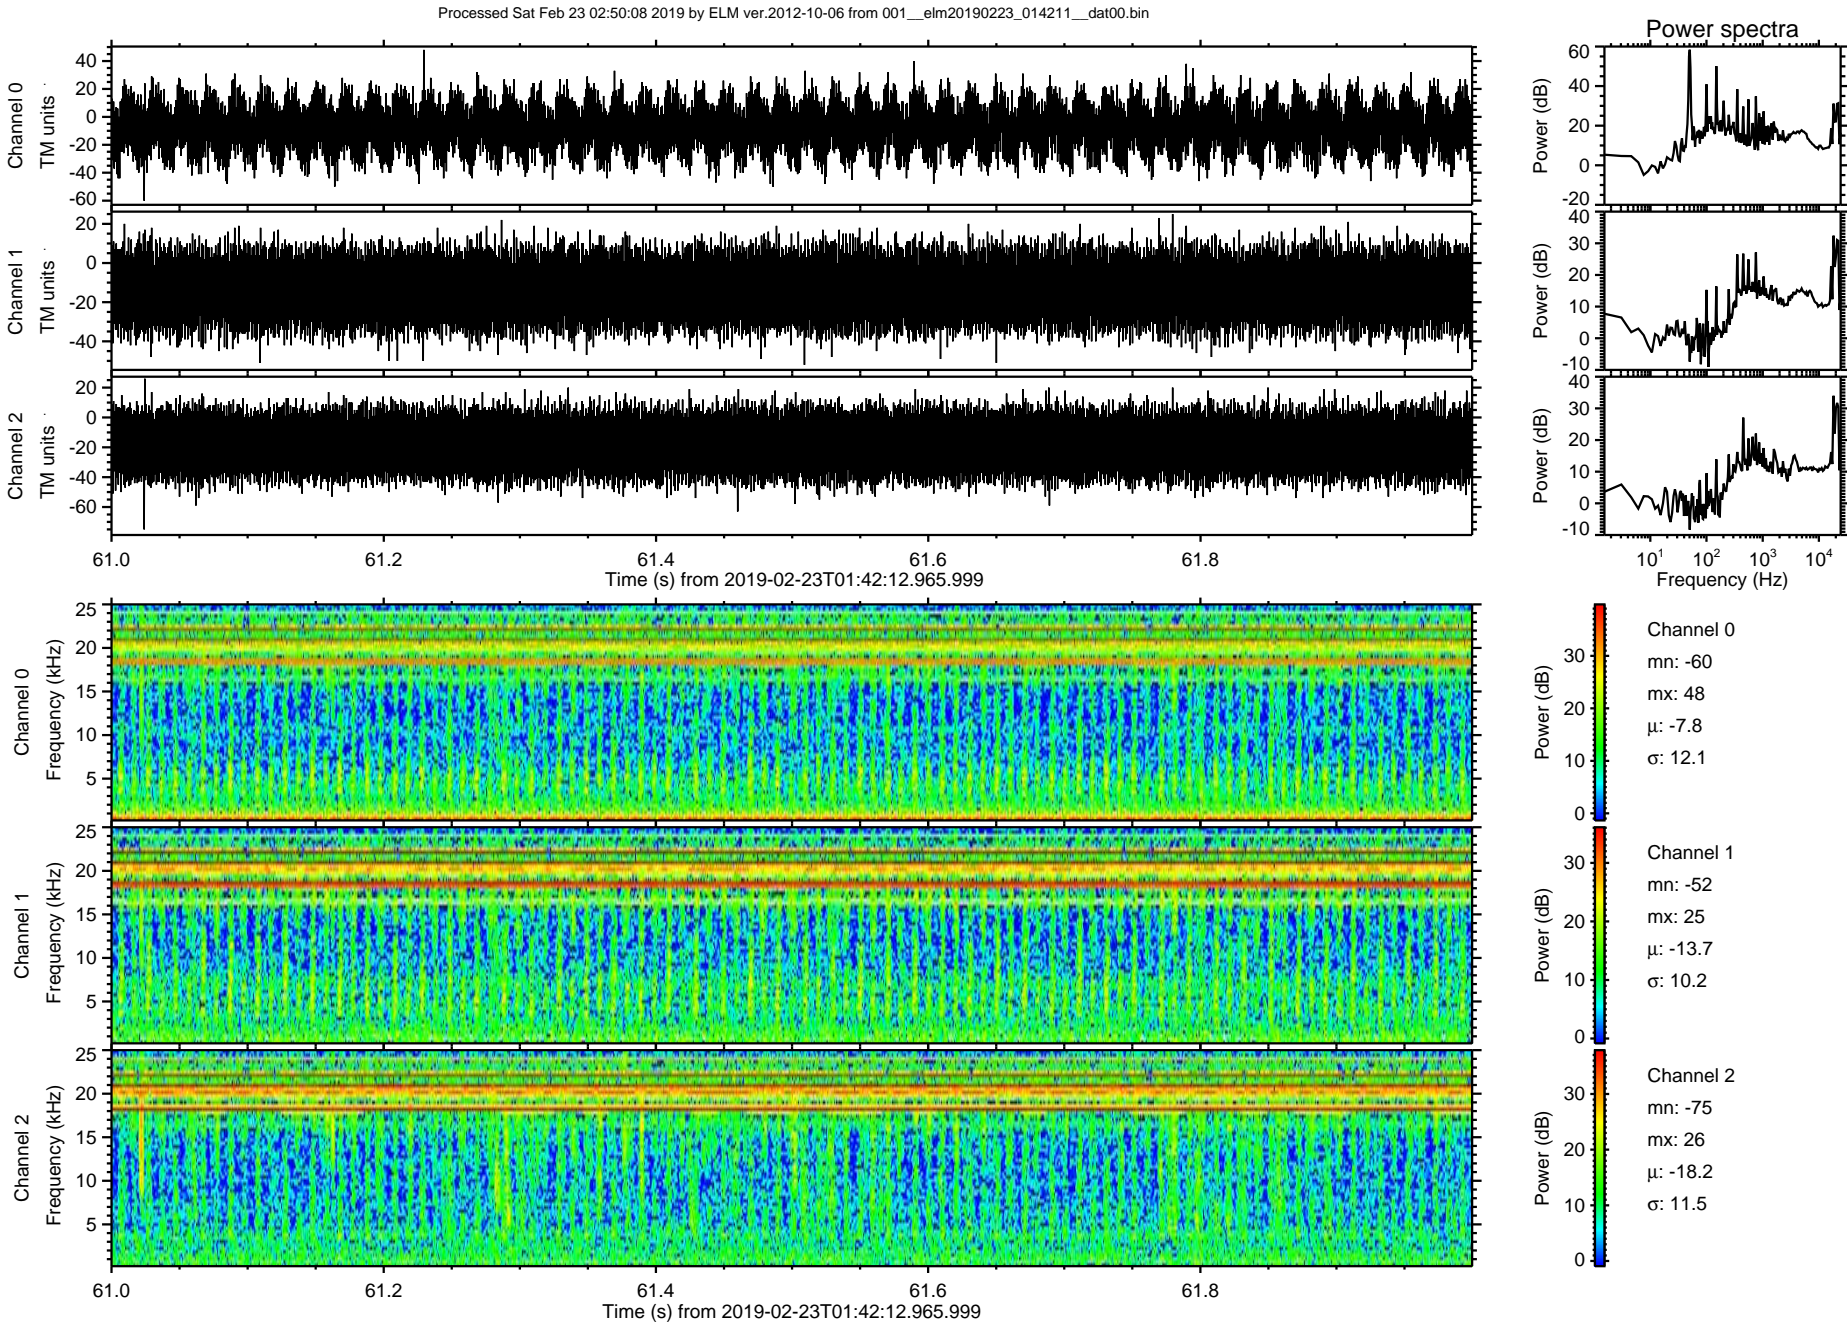 Processed Sat Feb 23 02:50:08 2019 by ELM ver.2012-10-06 from 001__elm20190223_014211__dat00.bin
Power spectra
Channel 0
TM units
40
20
0
-20
-40
-60
Power (dB)
60
40
20
0
-20
Channel 1
TM units
20
0
-20
-40
Power (dB)
40
30
20
10
0
-10
Channel 2
TM units
20
0
-20
-40
-60
Power (dB)
40
30
20
10
0
-10
61.0 61.2 61.4 61.6 61.8
Time (s) from 2019-02-23T01:42:12.965.999
10^1 10^2 10^3 10^4
Frequency (Hz)
Channel 0
Frequency (kHz)
25
20
15
10
5
Power (dB)
30
20
10
0
Channel 0
mn: -60
mx: 48
μ: -7.8
σ: 12.1
Channel 1
Frequency (kHz)
25
20
15
10
5
Power (dB)
30
20
10
0
Channel 1
mn: -52
mx: 25
μ: -13.7
σ: 10.2
Channel 2
Frequency (kHz)
25
20
15
10
5
Power (dB)
30
20
10
0
Channel 2
mn: -75
mx: 26
μ: -18.2
σ: 11.5
61.0 61.2 61.4 61.6 61.8
Time (s) from 2019-02-23T01:42:12.965.999